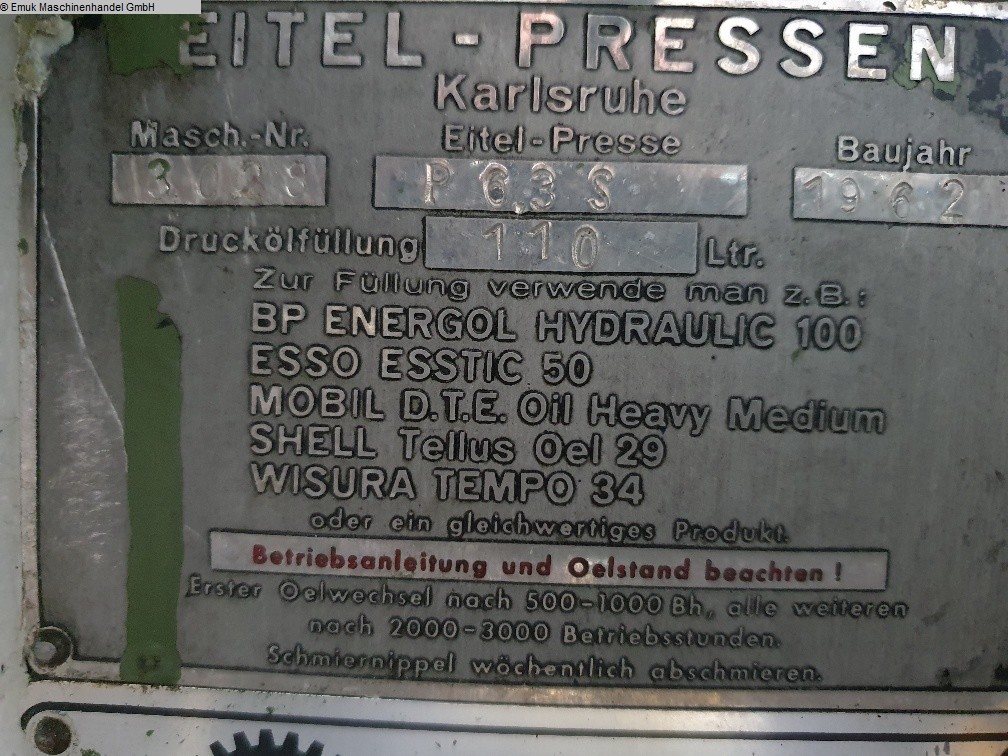 © Emuk Maschinenhandel GmbH
EITEL-PRESSEN
Karlsruhe
Masch.-Nr. Eitel-Presse Baujahr
3028 P63S 1962
Druckölfüllung 110 Ltr.
Zur Füllung verwende man z.B.:
BP ENERGOL HYDRAULIC 100
ESSO ESSTIC 50
MOBIL D.T.E. Oil Heavy Medium
SHELL Tellus Oel 29
WISURA TEMPO 34
oder ein gleichwertiges Produkt.
Betriebsanleitung und Oelstand beachten!
Erster Oelwechsel nach 500-1000 Bh, alle weiteren
nach 2000-3000 Betriebsstunden.
Schmiernippel wöchentlich abschmieren.